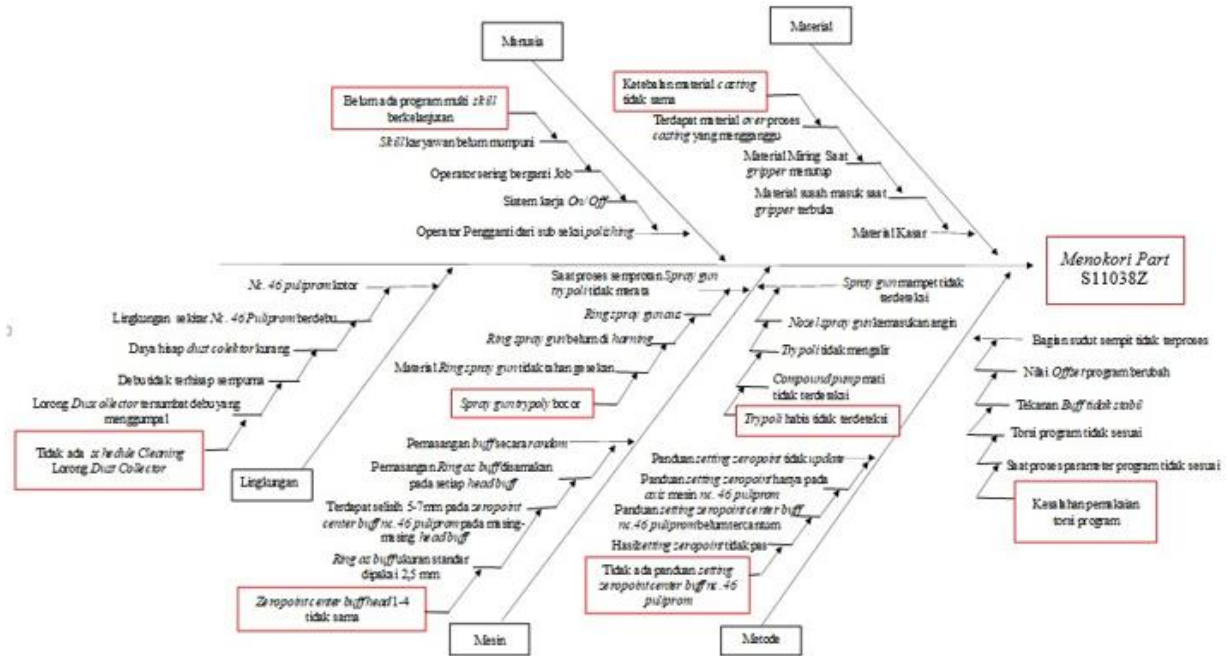 Manusia
Material
Belum ada program multi skill
berkelanjutan
Skill karyawan belum mumpuni
Operator sering berganti Job
Sistem kerja On/Off
Operator Pengganti dari sub seksi polishing
Ketebalan material casting
tidak sama
Terdapat material over proses
casting yang mengganggu
Material Miring Saat
gripper menutup
Material susah masuk saat
gripper terbuka
Material Kasar
Menokori Part
S11038Z
Nc. 46 puliprom kotor
Lingkungan sekitar Nc. 46 Puliprom berdebu
Daya hisap dust colektor kurang
Debu tidak terhisap sempurna
Lorong Dust collector tersumbat debu yang
menggumpal
Tidak ada schedule Cleaning
Lorong Dust Collector
Lingkungan
Saat proses semprotan Spray gun
trypoli tidak merata
Ring spray gun aus
Ring spray gun belum di harning
Material Ring spray gun tidak tahan gesekan
Spray gun trypoly bocor
Pemasangan buff secara random
Pemasangan Ring as buff disamakan
pada setiap head buff
Terdapat selisih 5-7mm pada zeropoint
center buff nc. 46 puliprom pada masing-
masing head buff
Ring as buff ukuran standar
dipakai 2,5 mm
Zeropoint center buff head 1-4
tidak sama
Mesin
Spray gun mampet tidak
terdeteksi
Nozel spray gun kemasukan angin
Trypoli tidak mengalir
Compound pump mati
tidak terdeteksi
Trypoli habis tidak terdeteksi
Panduan setting zeropoint tidak update
Panduan setting zeropoint hanya pada
axis mesin nc. 46 puliprom
Panduan setting zeropoint center buff
nc. 46 puliprom belum tercantum
Hasil setting zeropoint tidak pas
Tidak ada panduan setting
zeropoint center buff nc. 46
puliprom
Metode
Bagian sudut sempit tidak terproses
Nilai Offset program berubah
Tekanan Buff tidak stabil
Torsi program tidak sesuai
Saat proses parameter program tidak sesuai
Kesalahan pemakaian
torsi program